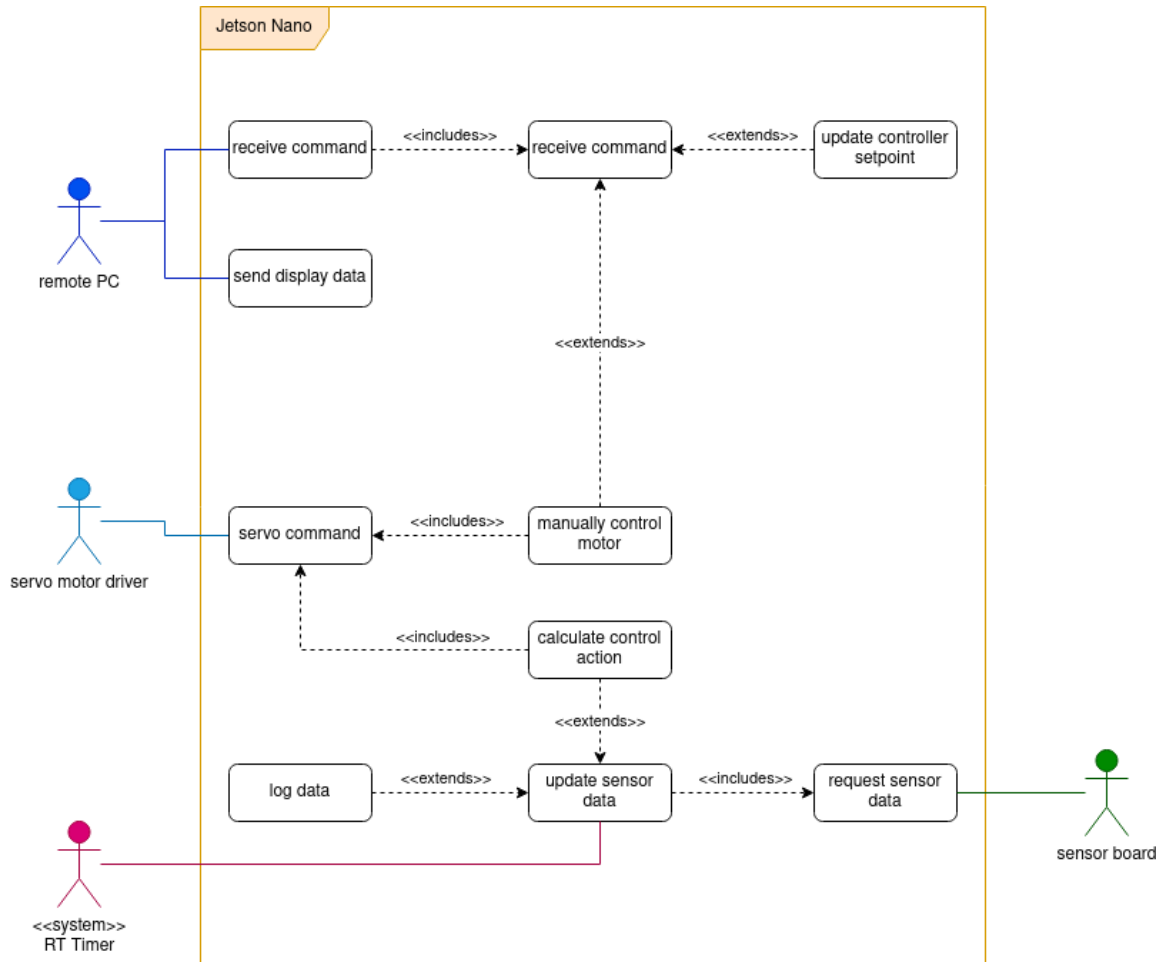 Jetson Nano
receive command
<<includes>>
receive command
<<extends>>
update controller
setpoint
remote PC
send display data
<<extends>>
servo motor driver
servo command
<<includes>>
manually control
motor
<<includes>>
calculate control
action
<<extends>>
log data
<<extends>>
update sensor
data
<<includes>>
request sensor
data
sensor board
<<system>>
RT Timer